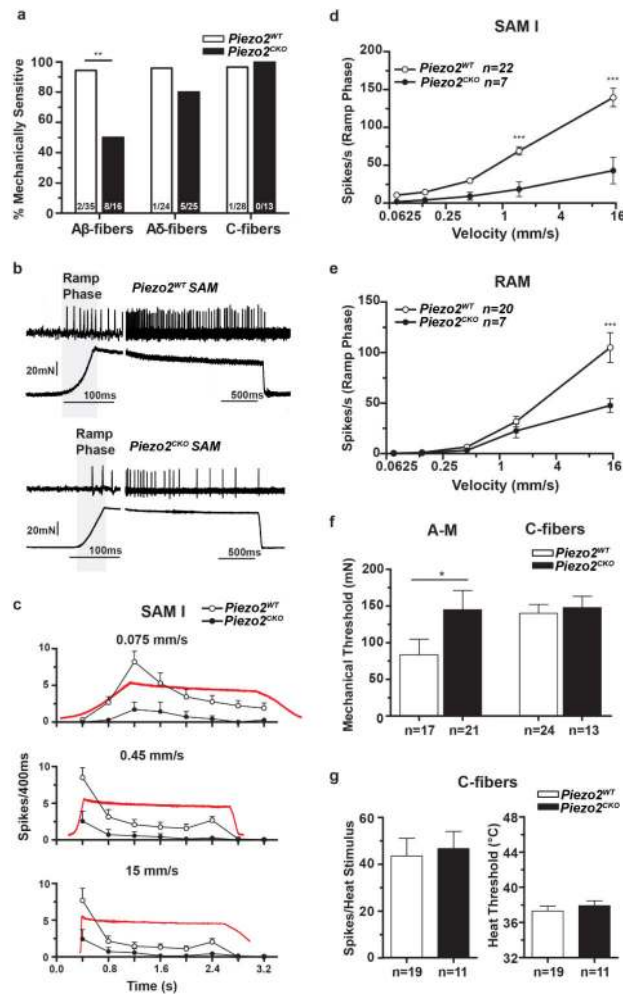 a
Piezo2WT
Piezo2CKO
**
% Mechanically Sensitive
100
80
60
40
20
0
2/35 8/16 1/24 5/25 1/28 0/13
Aβ-fibers Aδ-fibers C-fibers
b
Ramp
Phase
Piezo2WT SAM
20mN
100ms 500ms
Ramp
Phase
Piezo2CKO SAM
20mN
100ms 500ms
c
SAM I
Piezo2WT
Piezo2CKO
0.075 mm/s
10
5
0
0.45 mm/s
10
5
0
Spikes/400ms
15 mm/s
10
5
0
0.0 0.8 1.6 2.4 3.2
Time (s)
d
SAM I
Piezo2WT n=22
Piezo2CKO n=7
***
***
Spikes/s (Ramp Phase)
200
150
100
50
0
0.0625 0.25 1 4 16
Velocity (mm/s)
e
RAM
Piezo2WT n=20
Piezo2CKO n=7
***
Spikes/s (Ramp Phase)
150
100
50
0
0.0625 0.25 1 4 16
Velocity (mm/s)
f
A-M C-fibers
Piezo2WT
Piezo2CKO
*
Mechanical Threshold (mN)
200
150
100
50
0
n=17 n=21 n=24 n=13
g
C-fibers
Piezo2WT
Piezo2CKO
Spikes/Heat Stimulus
60
40
20
0
n=19 n=11
Heat Threshold (°C)
48
44
40
36
32
n=19 n=11